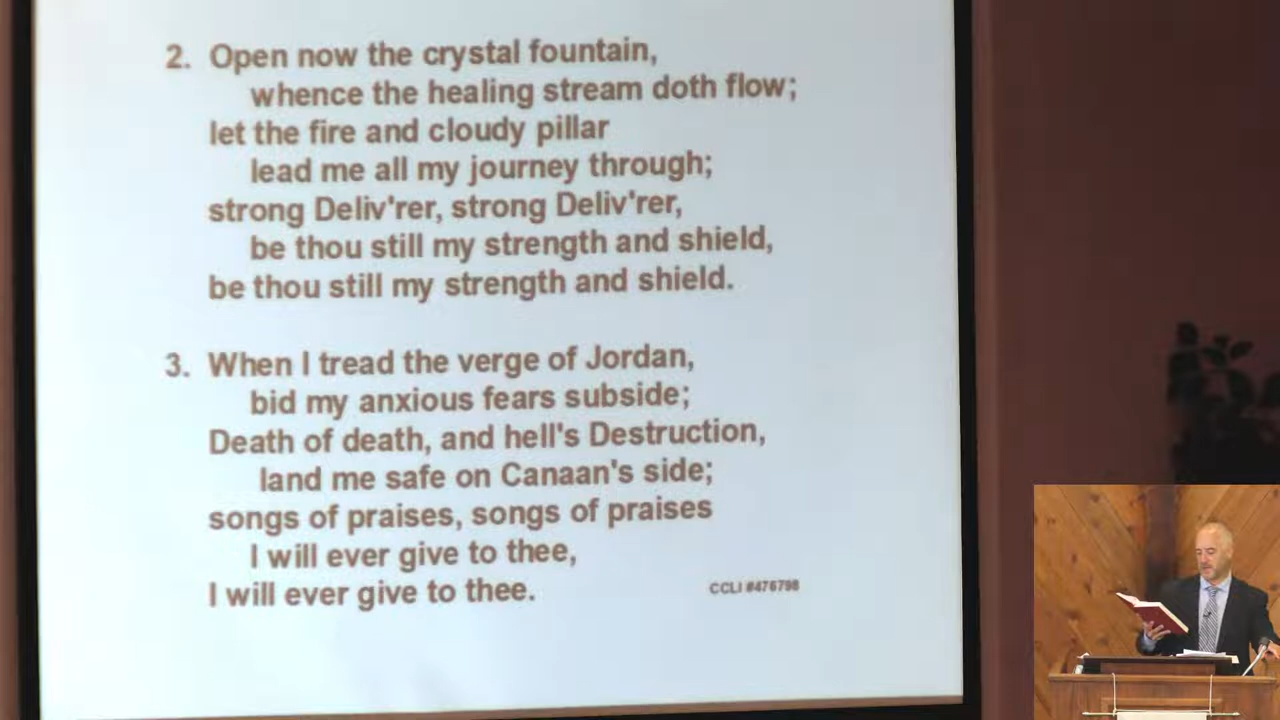 2. Open now the crystal fountain,
whence the healing stream doth flow;
let the fire and cloudy pillar
lead me all my journey through;
strong Deliv'rer, strong Deliv'rer,
be thou still my strength and shield,
be thou still my strength and shield.
3. When I tread the verge of Jordan,
bid my anxious fears subside;
Death of death, and hell's Destruction,
land me safe on Canaan's side;
songs of praises, songs of praises
I will ever give to thee,
I will ever give to thee.
CCLI #476798